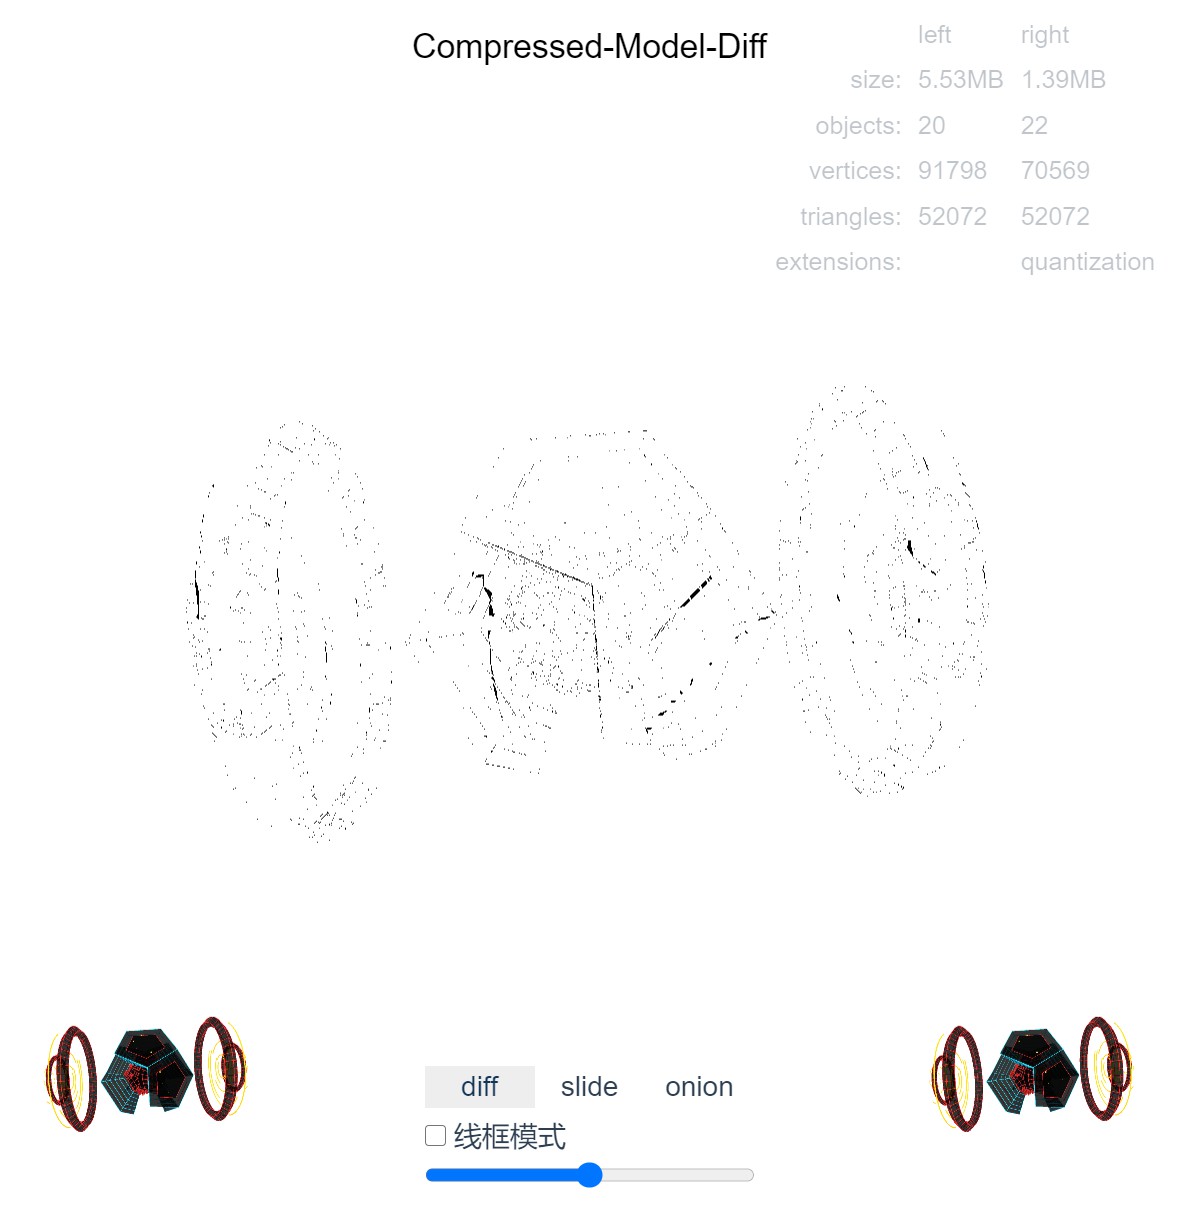 Compressed-Model-Diff
left right
size: 5.53MB 1.39MB
objects: 20 22
vertices: 91798 70569
triangles: 52072 52072
extensions: quantization
diff slide onion
线框模式